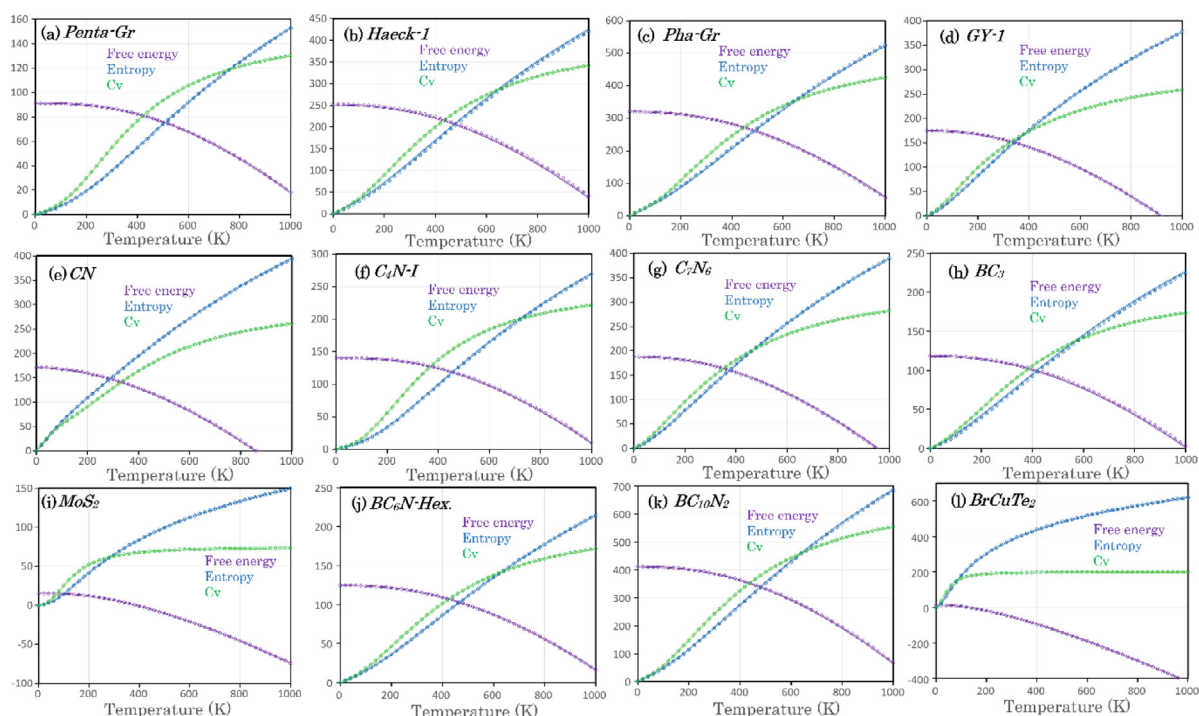 (a) Penta-Gr
Free energy
Entropy
Cv
160
140
120
100
80
60
40
20
0
0 200 400 600 800 1000
Temperature (K)
(b) Haeck-1
Free energy
Entropy
Cv
450
400
350
300
250
200
150
100
50
0
0 200 400 600 800 1000
Temperature (K)
(c) Pha-Gr
Free energy
Entropy
Cv
600
500
400
300
200
100
0
0 200 400 600 800 1000
Temperature (K)
(d) GY-1
Free energy
Entropy
Cv
400
350
300
250
200
150
100
50
0
0 200 400 600 800 1000
Temperature (K)
(e) CN
Free energy
Entropy
Cv
400
350
300
250
200
150
100
50
0
0 200 400 600 800 1000
Temperature (K)
(f) C₄N-I
Free energy
Entropy
Cv
300
250
200
150
100
50
0
0 200 400 600 800 1000
Temperature (K)
(g) C₇N₆
Free energy
Entropy
Cv
400
350
300
250
200
150
100
50
0
0 200 400 600 800 1000
Temperature (K)
(h) BC₃
Free energy
Entropy
Cv
250
200
150
100
50
0
0 200 400 600 800 1000
Temperature (K)
(i) MoS₂
Free energy
Entropy
Cv
150
100
50
0
-50
-100
0 200 400 600 800 1000
Temperature (K)
(j) BC₆N-Hex.
Free energy
Entropy
Cv
250
200
150
100
50
0
0 200 400 600 800 1000
Temperature (K)
(k) BC₁₀N₂
Free energy
Entropy
Cv
700
600
500
400
300
200
100
0
0 200 400 600 800 1000
Temperature (K)
(l) BrCuTe₂
Free energy
Entropy
Cv
600
400
200
0
-200
-400
0 200 400 600 800 1000
Temperature (K)